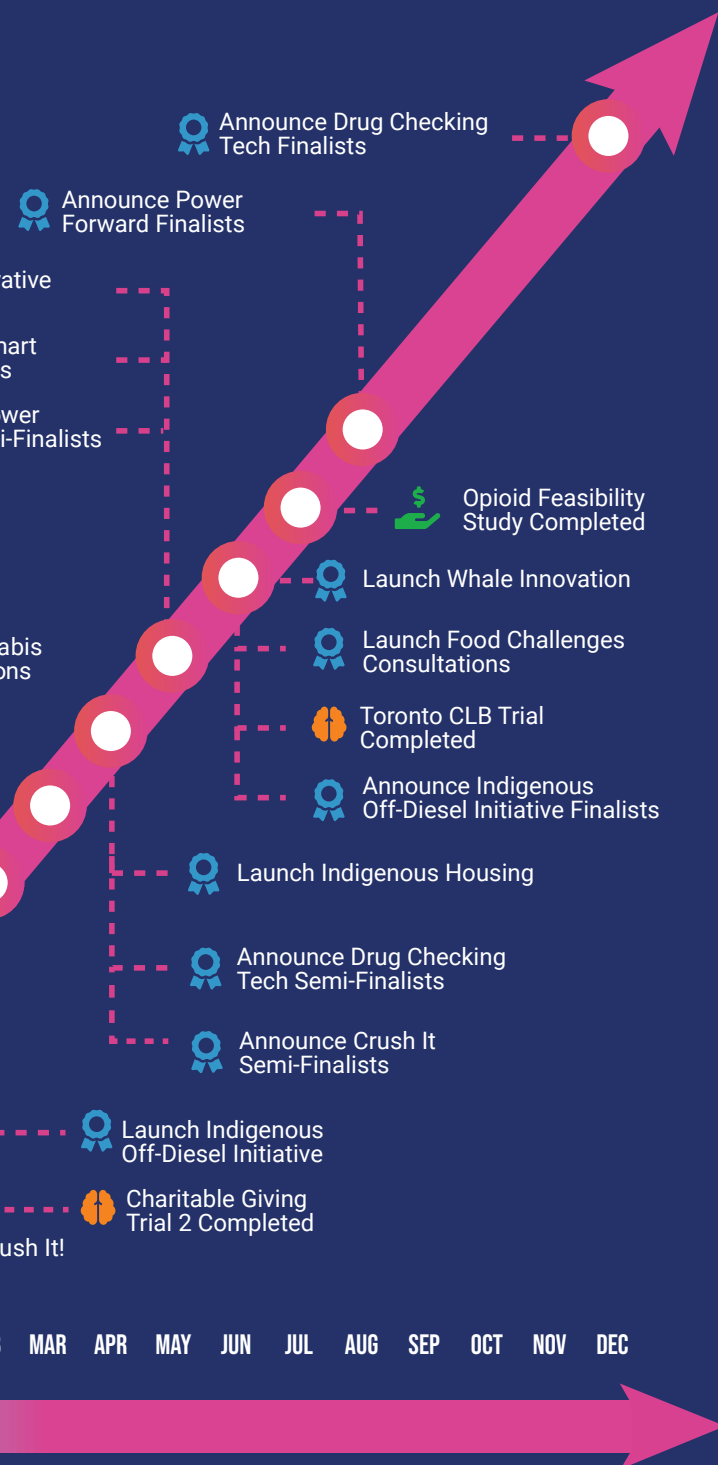 Announce Drug Checking
Tech Finalists
Announce Power
Forward Finalists
Opioid Feasibility
Study Completed
Launch Whale Innovation
Launch Food Challenges
Consultations
Toronto CLB Trial
Completed
Announce Indigenous
Off-Diesel Initiative Finalists
Launch Indigenous Housing
Announce Drug Checking
Tech Semi-Finalists
Announce Crush It
Semi-Finalists
Launch Indigenous
Off-Diesel Initiative
Charitable Giving
Trial 2 Completed
It!
MAR APR MAY JUN JUL AUG SEP OCT NOV DEC